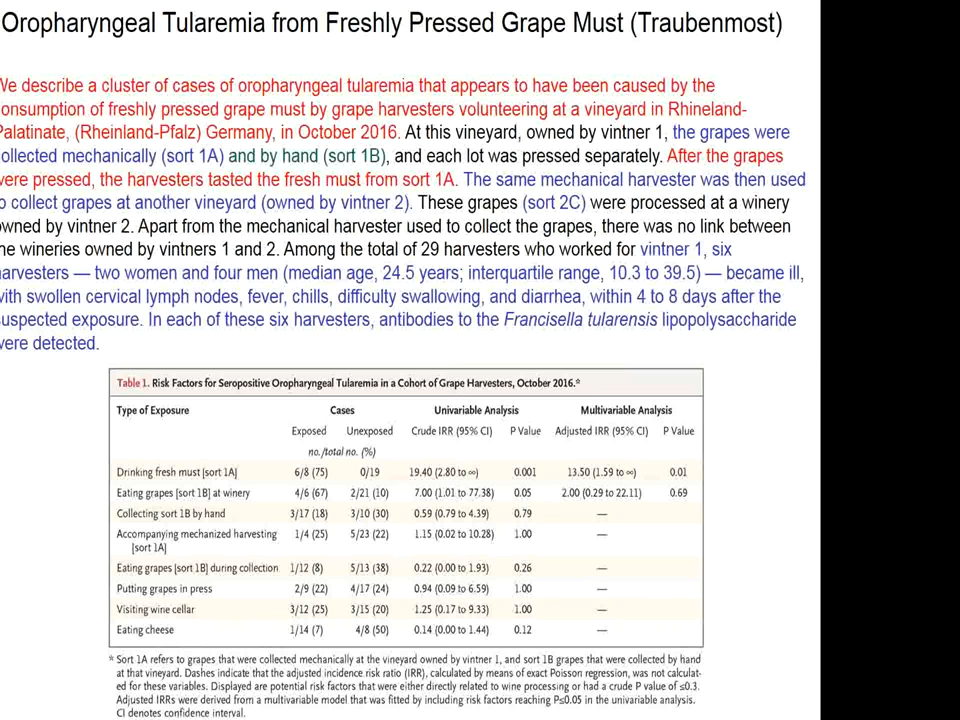 Oropharyngeal Tularemia from Freshly Pressed Grape Must (Traubenmost)
We describe a cluster of cases of oropharyngeal tularemia that appears to have been caused by the
onsumption of freshly pressed grape must by grape harvesters volunteering at a vineyard in Rhineland-
Palatinate, (Rheinland-Pfalz) Germany, in October 2016. At this vineyard, owned by vintner 1, the grapes were
ollected mechanically (sort 1A) and by hand (sort 1B), and each lot was pressed separately. After the grapes
were pressed, the harvesters tasted the fresh must from sort 1A. The same mechanical harvester was then used
o collect grapes at another vineyard (owned by vintner 2). These grapes (sort 2C) were processed at a winery
owned by vintner 2. Apart from the mechanical harvester used to collect the grapes, there was no link between
he wineries owned by vintners 1 and 2. Among the total of 29 harvesters who worked for vintner 1, six
harvesters — two women and four men (median age, 24.5 years; interquartile range, 10.3 to 39.5) — became ill,
with swollen cervical lymph nodes, fever, chills, difficulty swallowing, and diarrhea, within 4 to 8 days after the
suspected exposure. In each of these six harvesters, antibodies to the Francisella tularensis lipopolysaccharide
were detected.
Table 1. Risk Factors for Seropositive Oropharyngeal Tularemia in a Cohort of Grape Harvesters, October 2016.*
Type of Exposure Cases Univariable Analysis Multivariable Analysis
Exposed Unexposed Crude IRR (95% CI) P Value Adjusted IRR (95% CI) P Value
no./total no. (%)
Drinking fresh must [sort 1A] 6/8 (75) 0/19 19.40 (2.80 to ∞) 0.001 13.50 (1.59 to ∞) 0.01
Eating grapes [sort 1B] at winery 4/6 (67) 2/21 (10) 7.00 (1.01 to 77.38) 0.05 2.00 (0.29 to 22.11) 0.69
Collecting sort 1B by hand 3/17 (18) 3/10 (30) 0.59 (0.79 to 4.39) 0.79 —
Accompanying mechanized harvesting 1/4 (25) 5/23 (22) 1.15 (0.02 to 10.28) 1.00 —
[sort 1A]
Eating grapes [sort 1B] during collection 1/12 (8) 5/13 (38) 0.22 (0.00 to 1.93) 0.26 —
Putting grapes in press 2/9 (22) 4/17 (24) 0.94 (0.09 to 6.59) 1.00 —
Visiting wine cellar 3/12 (25) 3/15 (20) 1.25 (0.17 to 9.33) 1.00 —
Eating cheese 1/14 (7) 4/8 (50) 0.14 (0.00 to 1.44) 0.12 —
* Sort 1A refers to grapes that were collected mechanically at the vineyard owned by vintner 1, and sort 1B grapes that were collected by hand
at that vineyard. Dashes indicate that the adjusted incidence risk ratio (IRR), calculated by means of exact Poisson regression, was not calculat-
ed for these variables. Displayed are potential risk factors that were either directly related to wine processing or had a crude P value of ≤0.3.
Adjusted IRRs were derived from a multivariable model that was fitted by including risk factors reaching P≤0.05 in the univariable analysis.
CI denotes confidence interval.